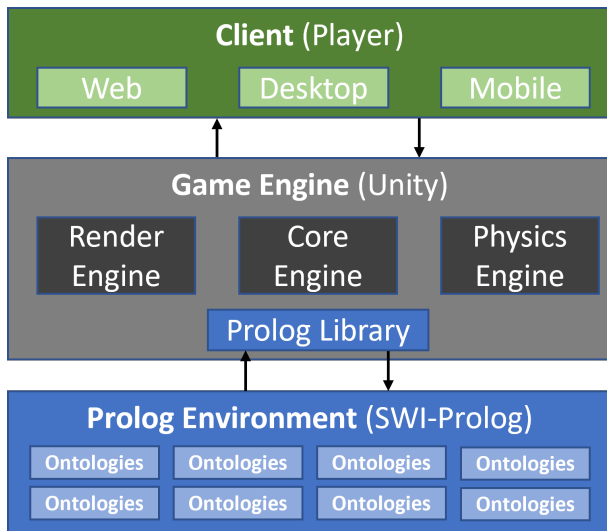 Client (Player)
Web Desktop Mobile
Game Engine (Unity)
Render Engine
Core Engine
Physics Engine
Prolog Library
Prolog Environment (SWI-Prolog)
Ontologies Ontologies Ontologies Ontologies
Ontologies Ontologies Ontologies Ontologies